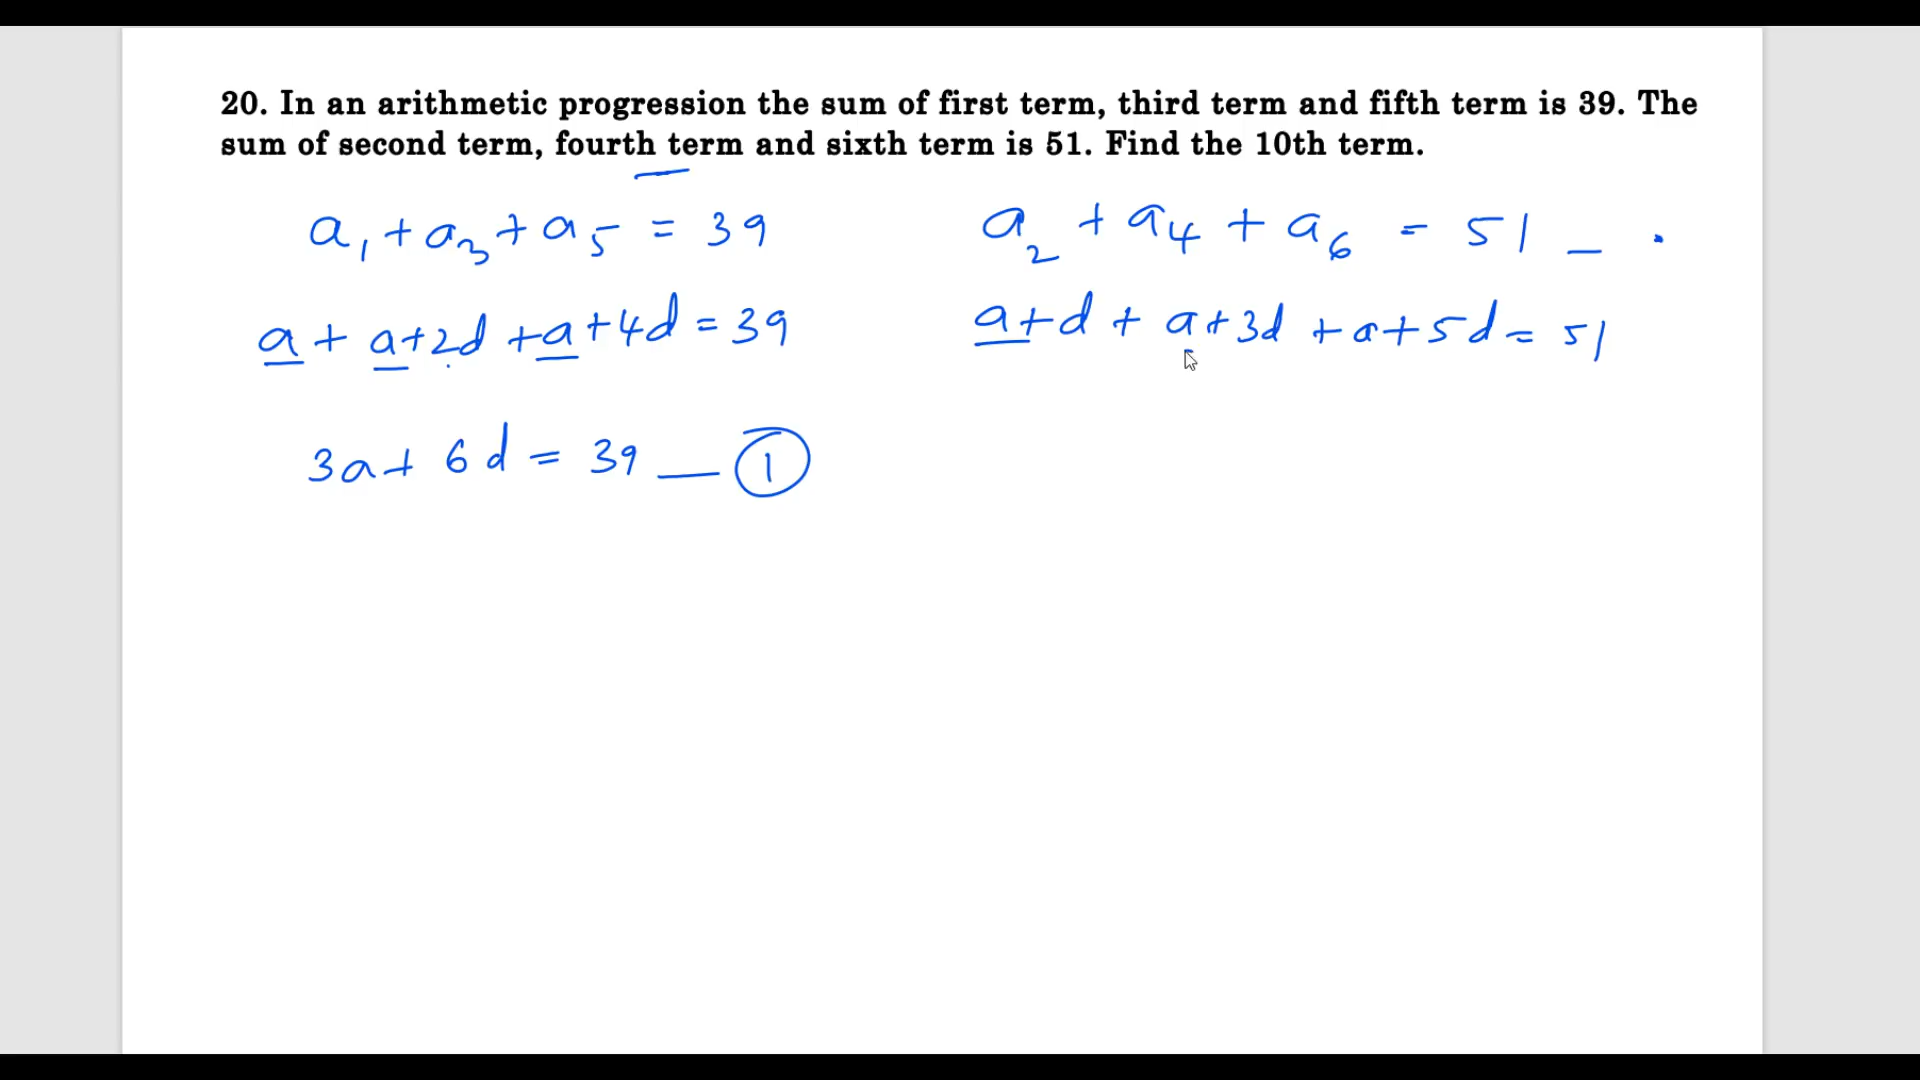 20. In an arithmetic progression the sum of first term, third term and fifth term is 39. The
sum of second term, fourth term and sixth term is 51. Find the 10th term.
a₁ + a₃ + a₅ = 39
a₂ + a₄ + a₆ = 51 —
a + a + 2d + a + 4d = 39
a + d + a + 3d + a + 5d = 51
3a + 6d = 39 — ①